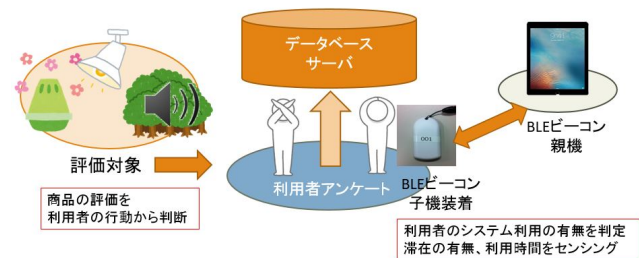 データベース
サーバ
評価対象
商品の評価を
利用者の行動から判断
利用者アンケート
001
BLEビーコン
子機装着
BLEビーコン
親機
利用者のシステム利用の有無を判定
滞在の有無、利用時間をセンシング